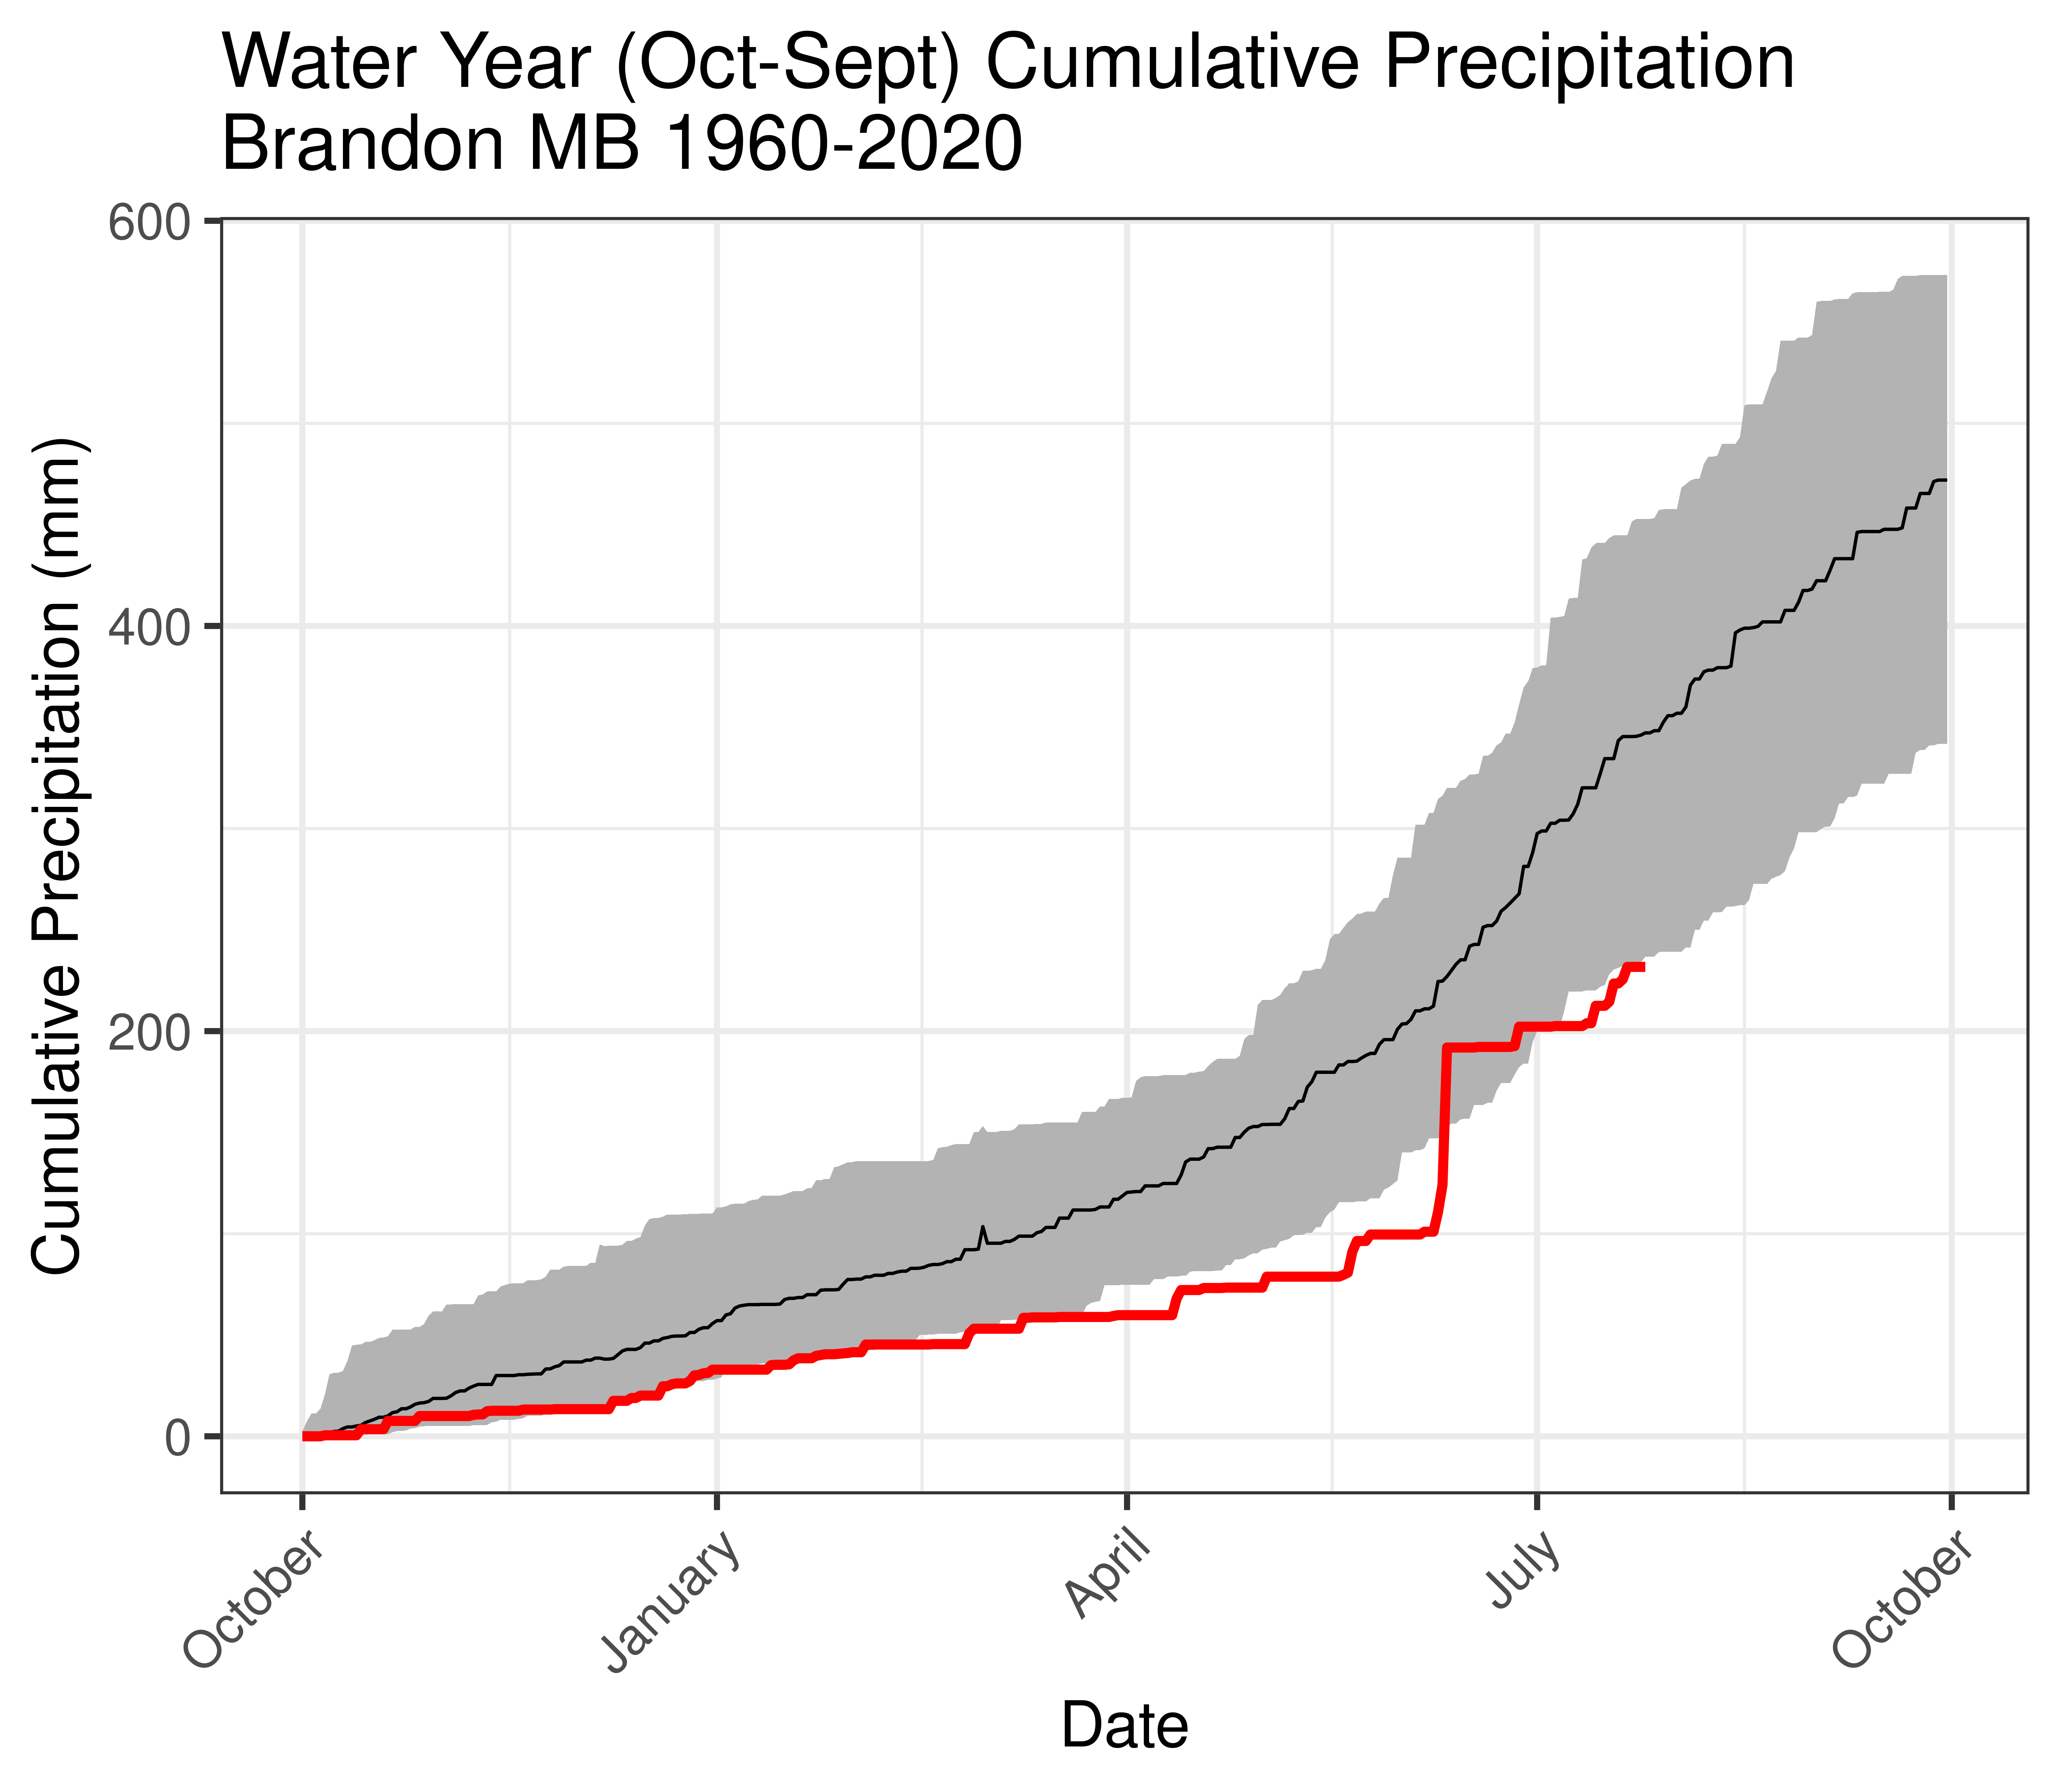 Water Year (Oct-Sept) Cumulative Precipitation
Brandon MB 1960-2020
Cumulative Precipitation (mm)
600
400
200
0
October
January
April
July
October
Date